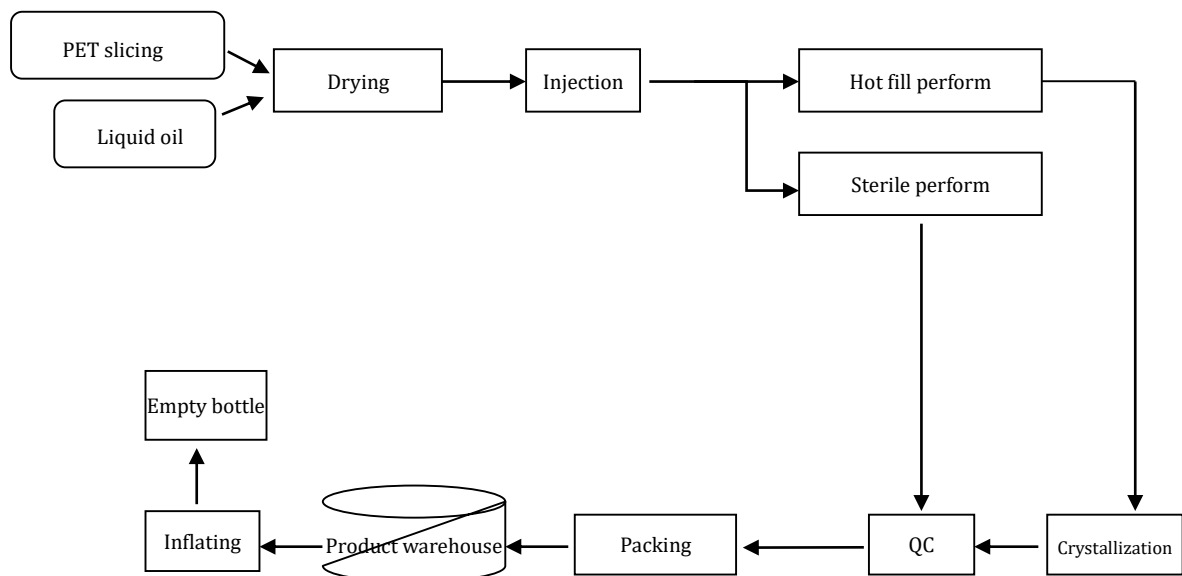 PET slicing
Liquid oil
Drying
Injection
Hot fill perform
Sterile perform
Empty bottle
Inflating
Product warehouse
Packing
QC
Crystallization